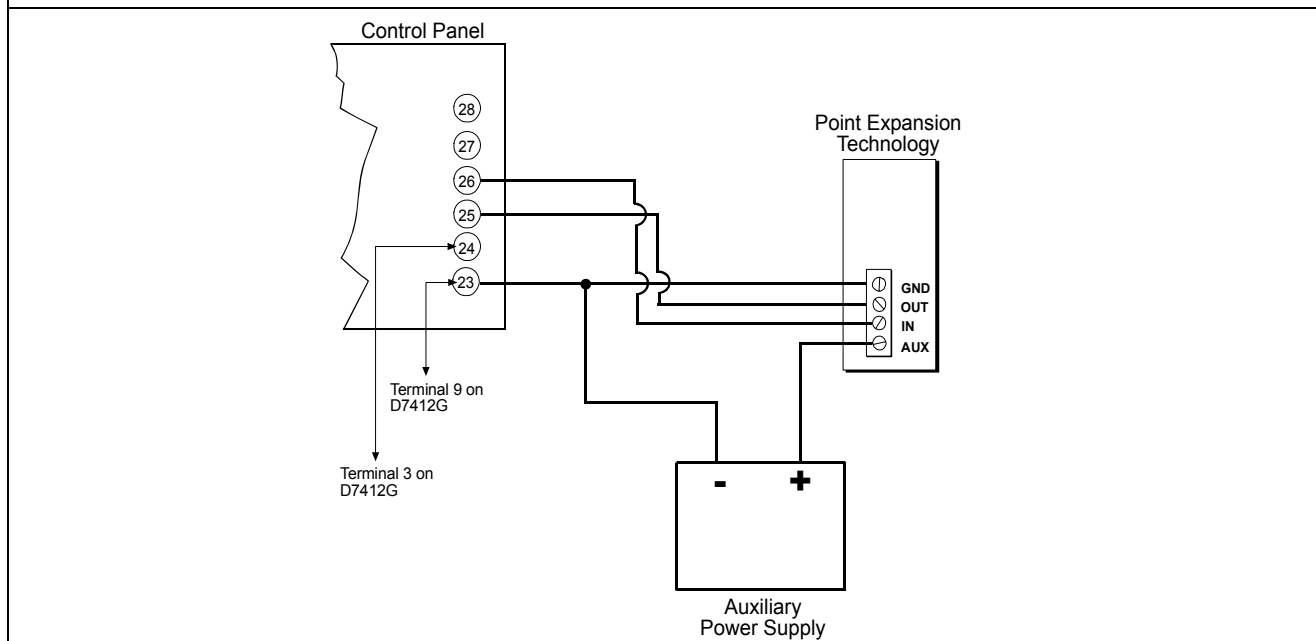 Control Panel
28
27
26
25
24
23
Terminal 9 on
D7412G
Terminal 3 on
D7412G
Point Expansion
Technology
GND
OUT
IN
AUX
- +
Auxiliary
Power Supply